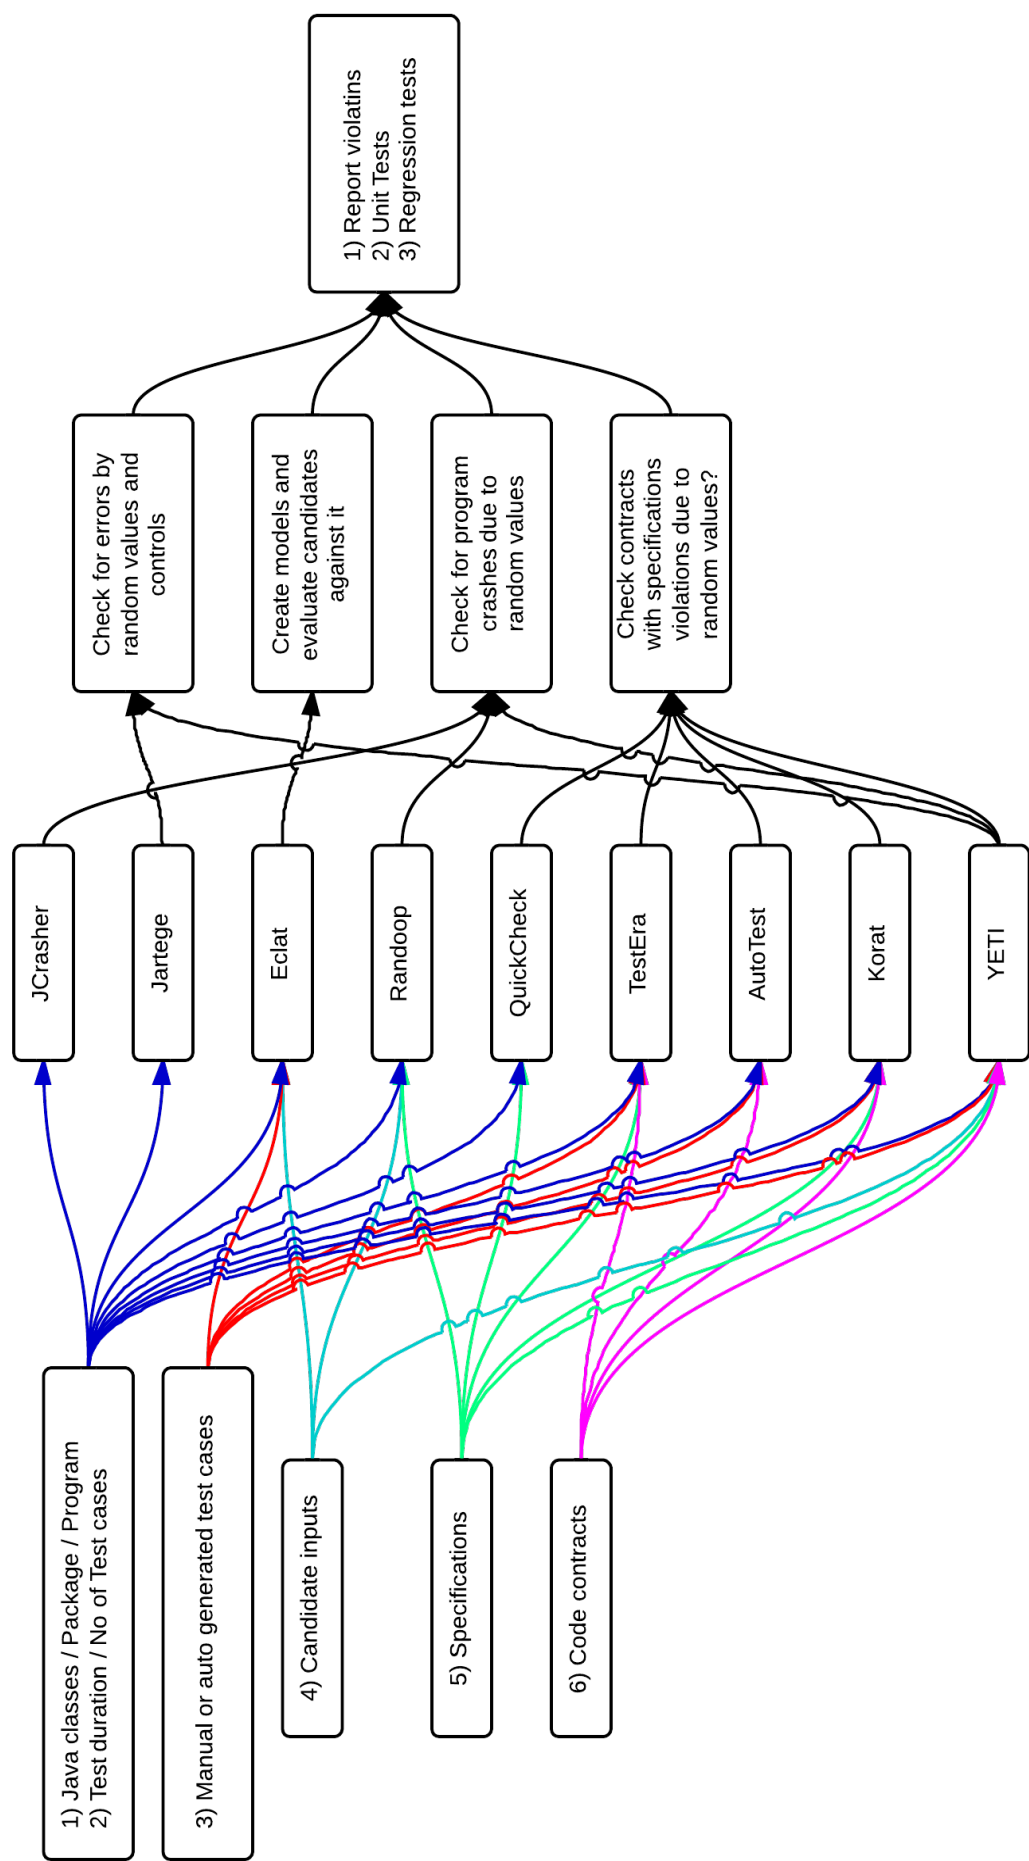 1) Java classes / Package / Program
2) Test duration / No of Test cases
3) Manual or auto generated test cases
4) Candidate inputs
5) Specifications
6) Code contracts
JCrasher
Jartege
Eclat
Randoop
QuickCheck
TestEra
AutoTest
Korat
YETI
Check for errors by
random values and
controls
Create models and
evaluate candidates
against it
Check for program
crashes due to
random values
Check contracts
with specifications
violations due to
random values?
1) Report violatins
2) Unit Tests
3) Regression tests